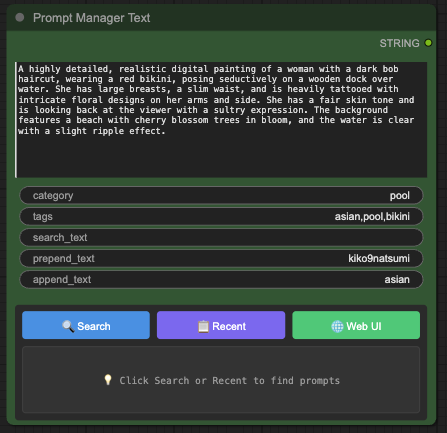 Prompt Manager Text
STRING
A highly detailed, realistic digital painting of a woman with a dark bob
haircut, wearing a red bikini, posing seductively on a wooden dock over
water. She has large breasts, a slim waist, and is heavily tattooed with
intricate floral designs on her arms and side. She has a fair skin tone and
is looking back at the viewer with a sultry expression. The background
features a beach with cherry blossom trees in bloom, and the water is clear
with a slight ripple effect.
category pool
tags asian,pool,bikini
search_text
prepend_text kiko9natsumi
append_text asian
🔍 Search 📋 Recent 🌐 Web UI
💡 Click Search or Recent to find prompts